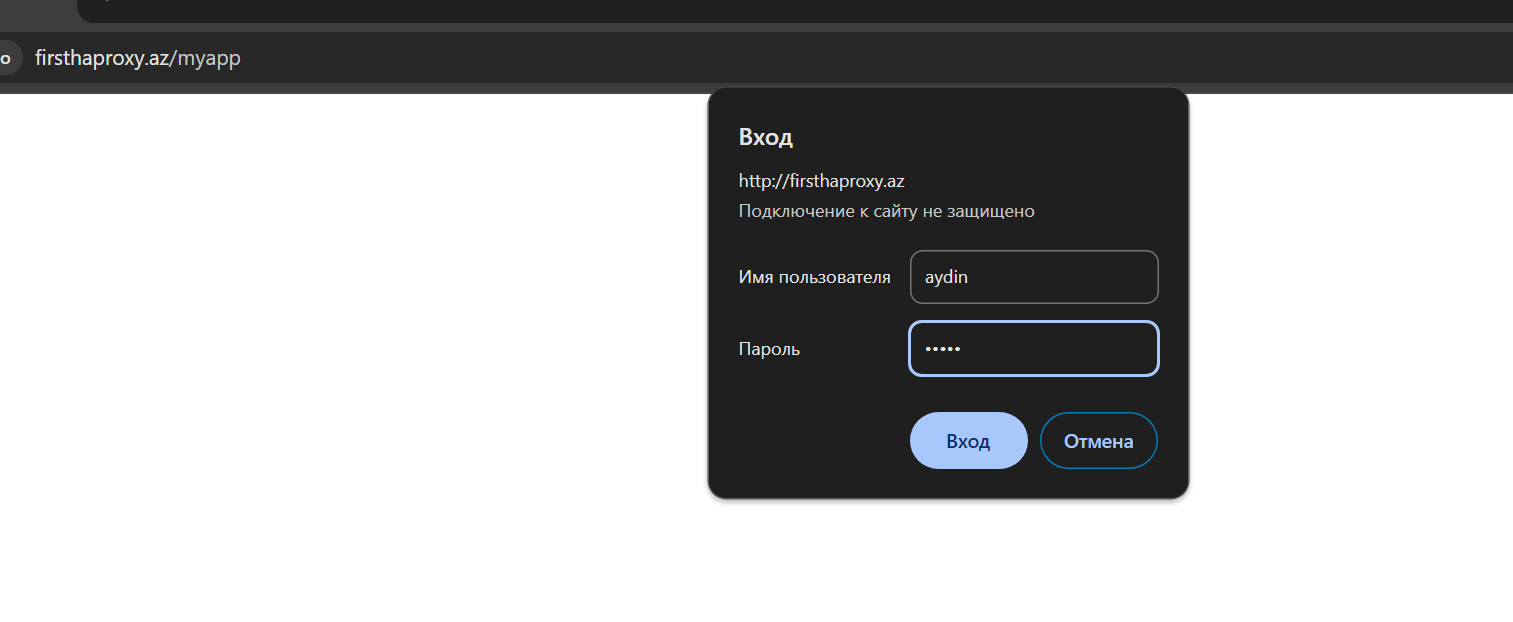 firsthaproxy.az/myapp
Вход
http://firsthaproxy.az
Подключение к сайту не защищено
Имя пользователя aydin
Пароль •••••
Вход Отмена